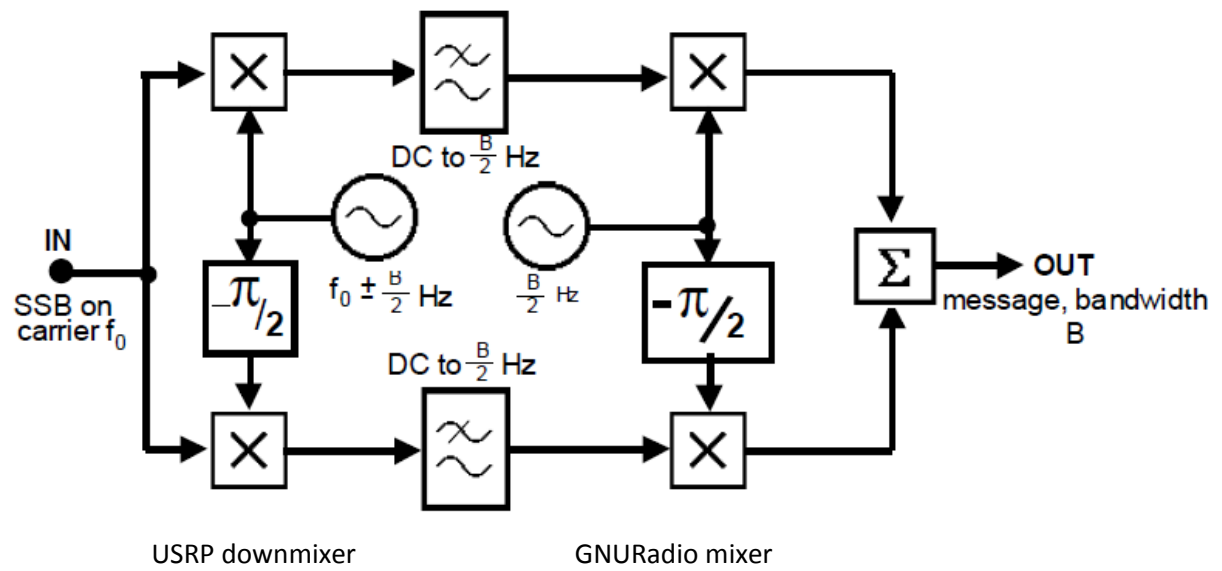 DC to B/2 Hz
IN
SSB on
carrier f₀
–π/2
f₀ ± B/2 Hz
B/2 Hz
-π/2
Σ
OUT
message, bandwidth
B
DC to B/2 Hz
USRP downmixer GNURadio mixer